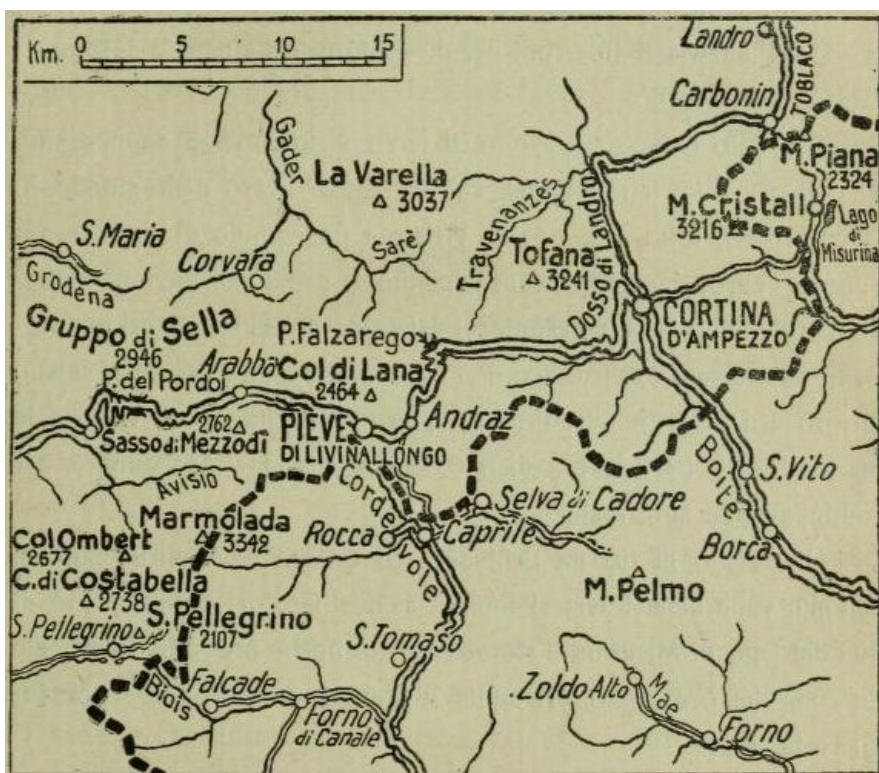 Km. 0 5 10 15
Landro
TOBLACO
Carbonin
Gader
La Varella
3037
M. Piana
2324
M. Cristall
3216
Lago
di
Misurina
Travenanzes
Sarè
S. Maria
Grodena
Corvara
Tofana
3241
Dosso di Landro
CORTINA
D'AMPEZZO
Gruppo di Sella
2946
P. Falzarego
P. del Pordoi
Arabba
Col di Lana
2464
2762
Sasso di Mezzodî
PIEVE
DI LIVINALLONGO
Andraz
Boite
S. Vito
Avisio
Cordevole
Selva di Cadore
Marmolada
3342
Rocca
Caprile
Borca
Col Ombert
2677
C. di Costabella
2738
M. Pelmo
S. Pellegrino
2107
S. Pellegrino
S. Tomaso
Biois
Falcade
Forno
di Canale
Zoldo Alto
Mae
Forno